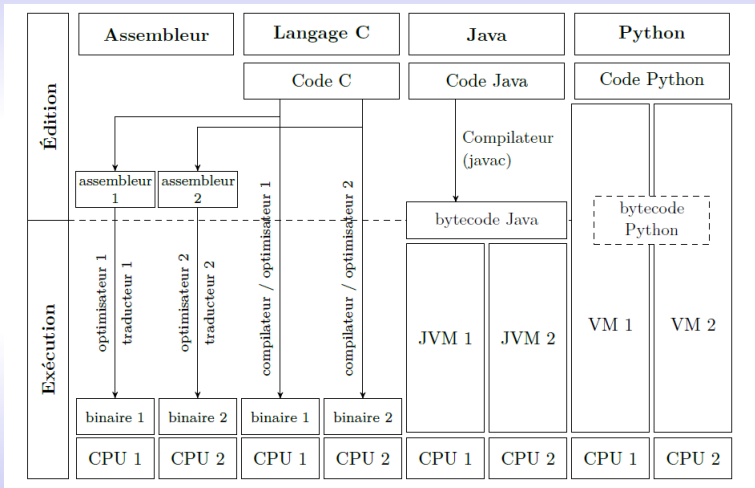 Assembleur
Langage C
Java
Python
Édition
Code C
Code Java
Code Python
Compilateur
(javac)
assembleur
1
assembleur
2
bytecode Java
bytecode
Python
Exécution
optimisateur 1
traducteur 1
optimisateur 2
traducteur 2
compilateur / optimisateur 1
compilateur / optimisateur 2
JVM 1
JVM 2
VM 1
VM 2
binaire 1
binaire 2
binaire 1
binaire 2
CPU 1
CPU 2
CPU 1
CPU 2
CPU 1
CPU 2
CPU 1
CPU 2